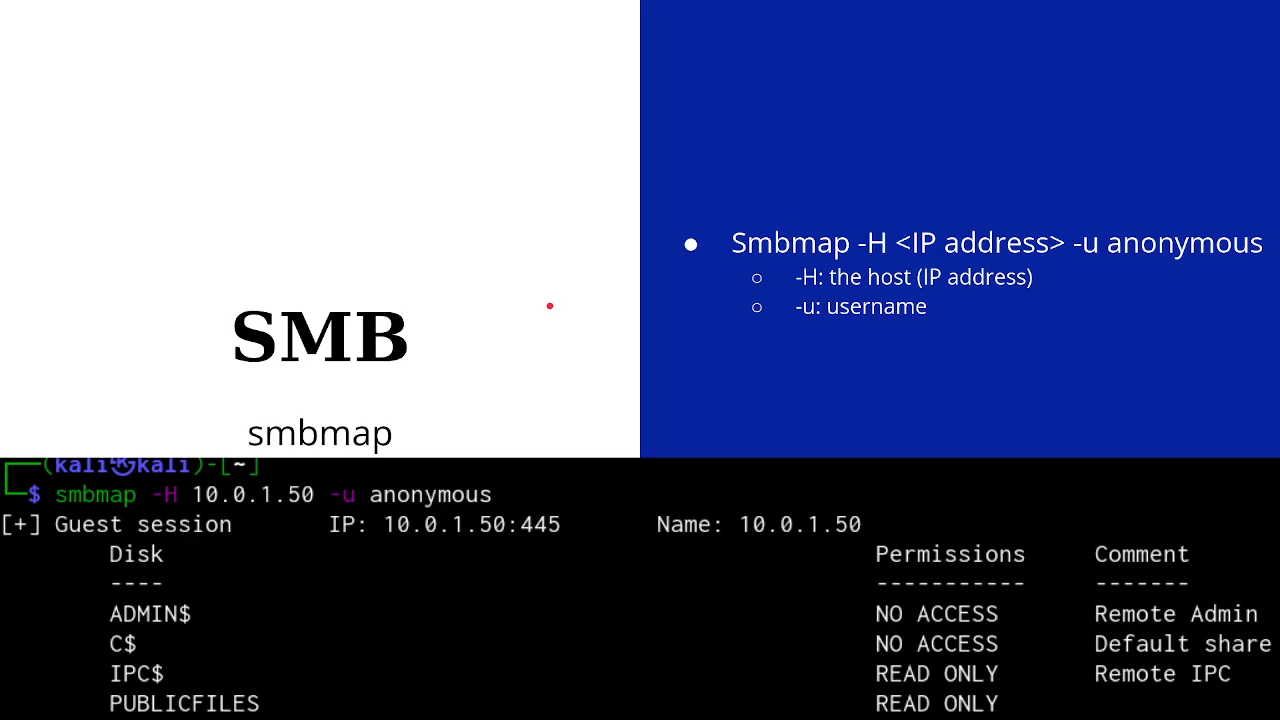 SMB
smbmap
● Smbmap -H <IP address> -u anonymous
○ -H: the host (IP address)
○ -u: username
┌──(kali㉿kali)-[~]
└─$ smbmap -H 10.0.1.50 -u anonymous
[+] Guest session IP: 10.0.1.50:445 Name: 10.0.1.50
Disk Permissions Comment
---- ----------- -------
ADMIN$ NO ACCESS Remote Admin
C$ NO ACCESS Default share
IPC$ READ ONLY Remote IPC
PUBLICFILES READ ONLY